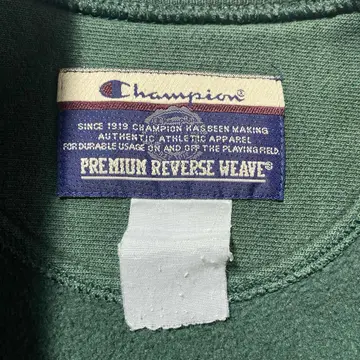 Champion®
SINCE 1919 CHAMPION HAS BEEN MAKING
AUTHENTIC ATHLETIC APPAREL
FOR DURABLE USAGE ON AND OFF THE PLAYING FIELD.
PREMIUM REVERSE WEAVE®